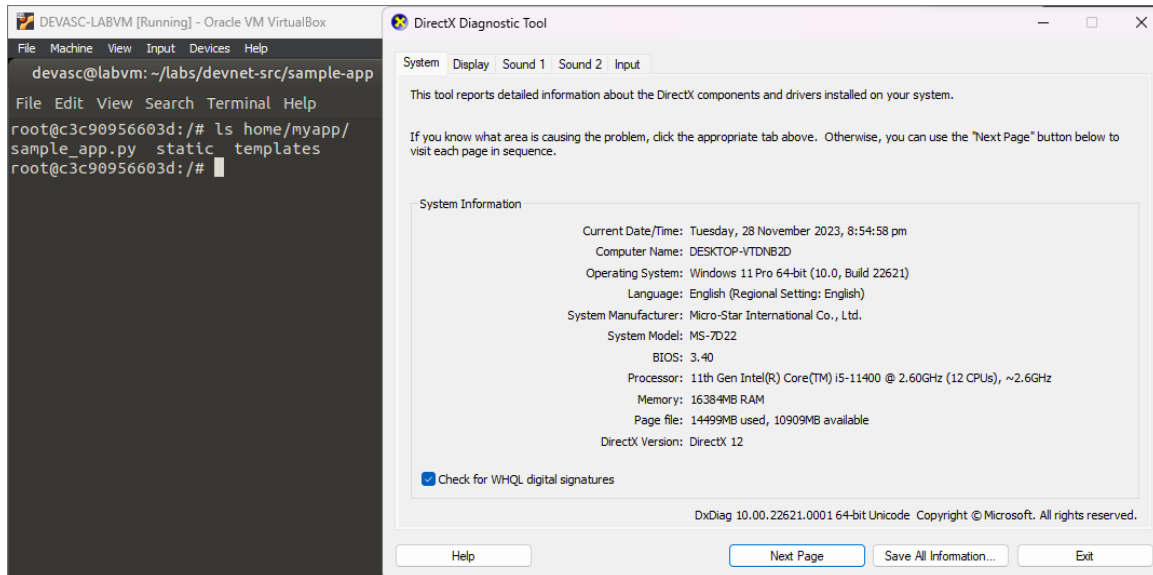 DEVASC-LABVM [Running] - Oracle VM VirtualBox
File Machine View Input Devices Help
devasc@labvm: ~/labs/devnet-src/sample-app
File Edit View Search Terminal Help
root@c3c90956603d:/# ls home/myapp/
sample_app.py static templates
root@c3c90956603d:/#
DirectX Diagnostic Tool
System Display Sound 1 Sound 2 Input
This tool reports detailed information about the DirectX components and drivers installed on your system.
If you know what area is causing the problem, click the appropriate tab above. Otherwise, you can use the "Next Page" button below to
visit each page in sequence.
System Information
Current Date/Time: Tuesday, 28 November 2023, 8:54:58 pm
Computer Name: DESKTOP-VTDNB2D
Operating System: Windows 11 Pro 64-bit (10.0, Build 22621)
Language: English (Regional Setting: English)
System Manufacturer: Micro-Star International Co., Ltd.
System Model: MS-7D22
BIOS: 3.40
Processor: 11th Gen Intel(R) Core(TM) i5-11400 @ 2.60GHz (12 CPUs), ~2.6GHz
Memory: 16384MB RAM
Page file: 14499MB used, 10909MB available
DirectX Version: DirectX 12
Check for WHQL digital signatures
DxDiag 10.00.22621.0001 64-bit Unicode Copyright © Microsoft. All rights reserved.
Help Next Page Save All Information... Exit